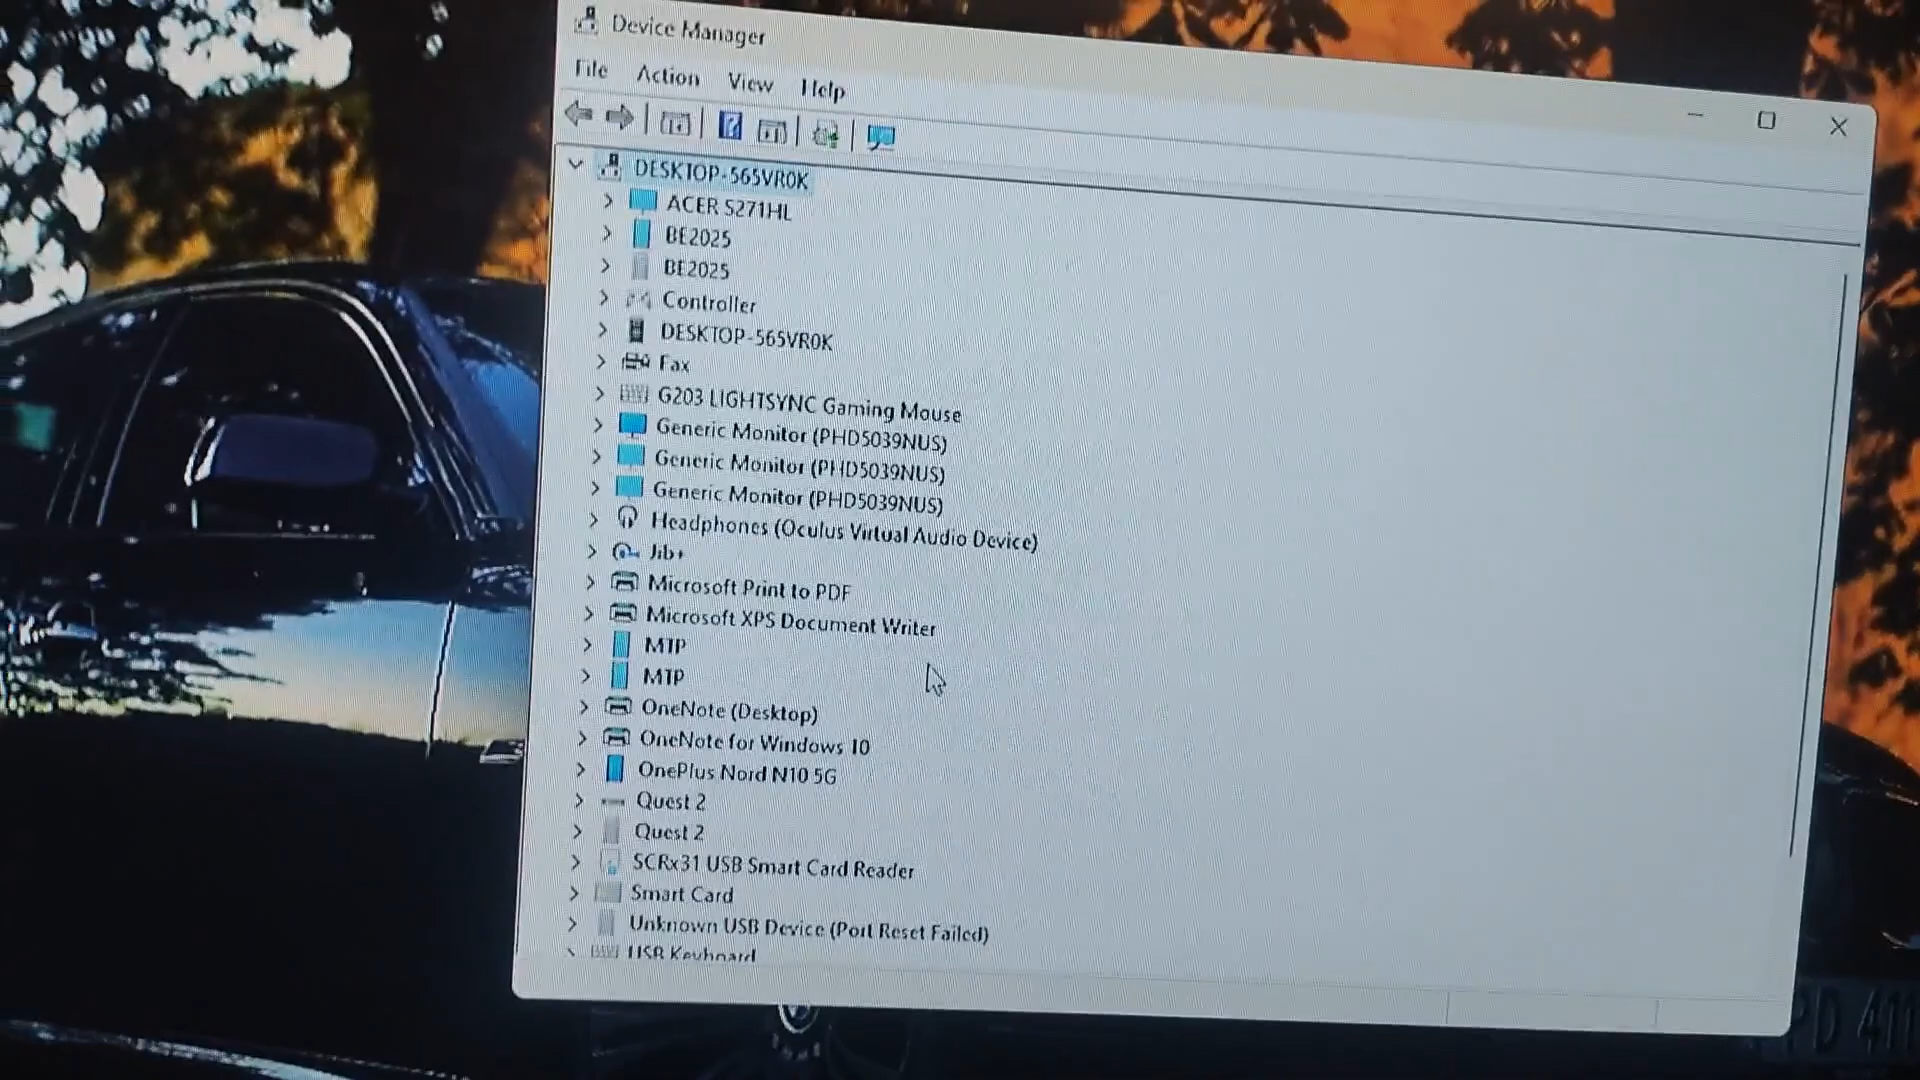 Device Manager
File Action View Help
DESKTOP-565VR0K
ACER S271HL
BE2025
BE2025
Controller
DESKTOP-565VR0K
Fax
G203 LIGHTSYNC Gaming Mouse
Generic Monitor (PHD5039NUS)
Generic Monitor (PHD5039NUS)
Generic Monitor (PHD5039NUS)
Headphones (Oculus Virtual Audio Device)
Jib+
Microsoft Print to PDF
Microsoft XPS Document Writer
MTP
MTP
OneNote (Desktop)
OneNote for Windows 10
OnePlus Nord N10 5G
Quest 2
Quest 2
SCRx31 USB Smart Card Reader
Smart Card
Unknown USB Device (Port Reset Failed)
USB Keyboard